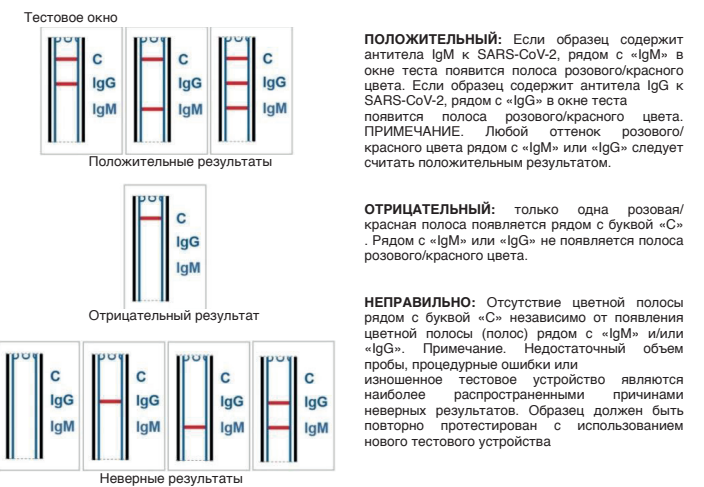 Тестовое окно
C
IgG
IgM
C
IgG
IgM
C
IgG
IgM
Положительные результаты
C
IgG
IgM
Отрицательный результат
C
IgG
IgM
C
IgG
IgM
C
IgG
IgM
C
IgG
IgM
Неверные результаты
ПОЛОЖИТЕЛЬНЫЙ: Если образец содержит
антитела IgM к SARS-CoV-2, рядом с «IgM» в
окне теста появится полоса розового/красного
цвета. Если образец содержит антитела IgG к
SARS-CoV-2, рядом с «IgG» в окне теста
появится полоса розового/красного цвета.
ПРИМЕЧАНИЕ. Любой оттенок розового/
красного цвета рядом с «IgM» или «IgG» следует
считать положительным результатом.
ОТРИЦАТЕЛЬНЫЙ: только одна розовая/
красная полоса появляется рядом с буквой «C»
. Рядом с «IgM» или «IgG» не появляется полоса
розового/красного цвета.
НЕПРАВИЛЬНО: Отсутствие цветной полосы
рядом с буквой «C» независимо от появления
цветной полосы (полос) рядом с «IgM» и/или
«IgG». Примечание. Недостаточный объем
пробы, процедурные ошибки или
изношенное тестовое устройство являются
наиболее распространенными причинами
неверных результатов. Образец должен быть
повторно протестирован с использованием
нового тестового устройства